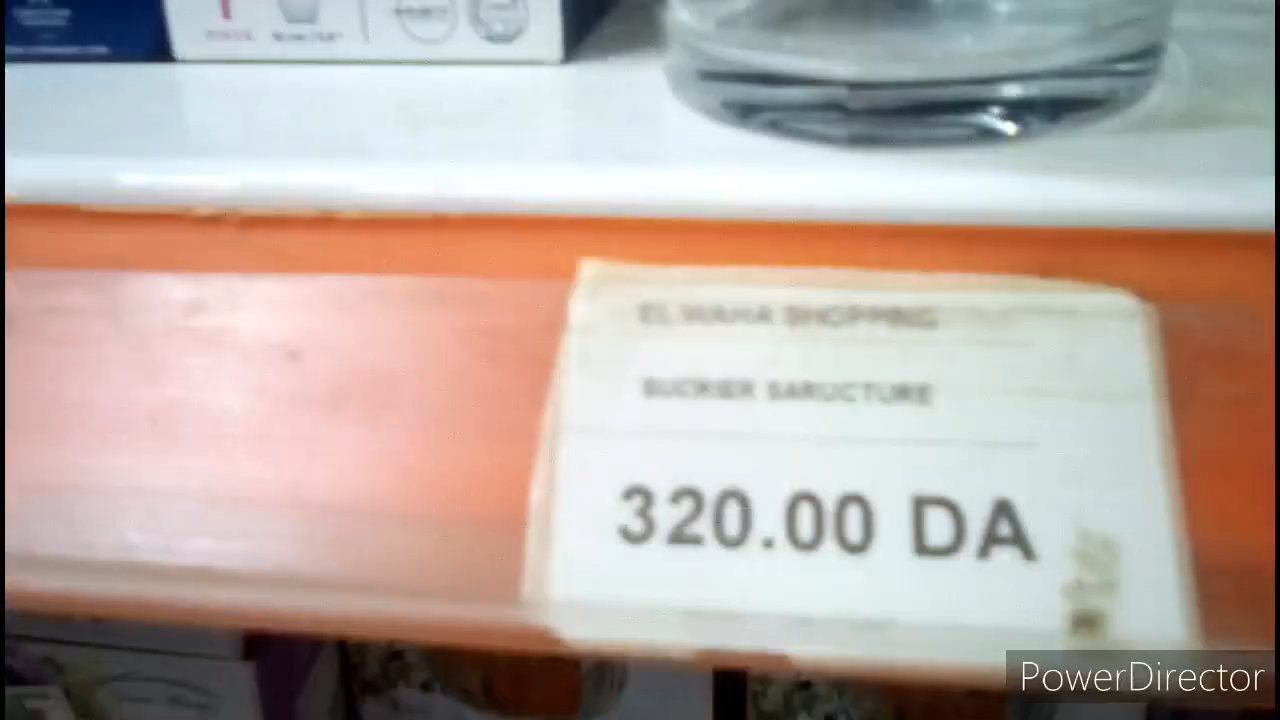 EL WAHA SHOPPING
SUCRIER SARUCTURE
320.00 DA
PowerDirector